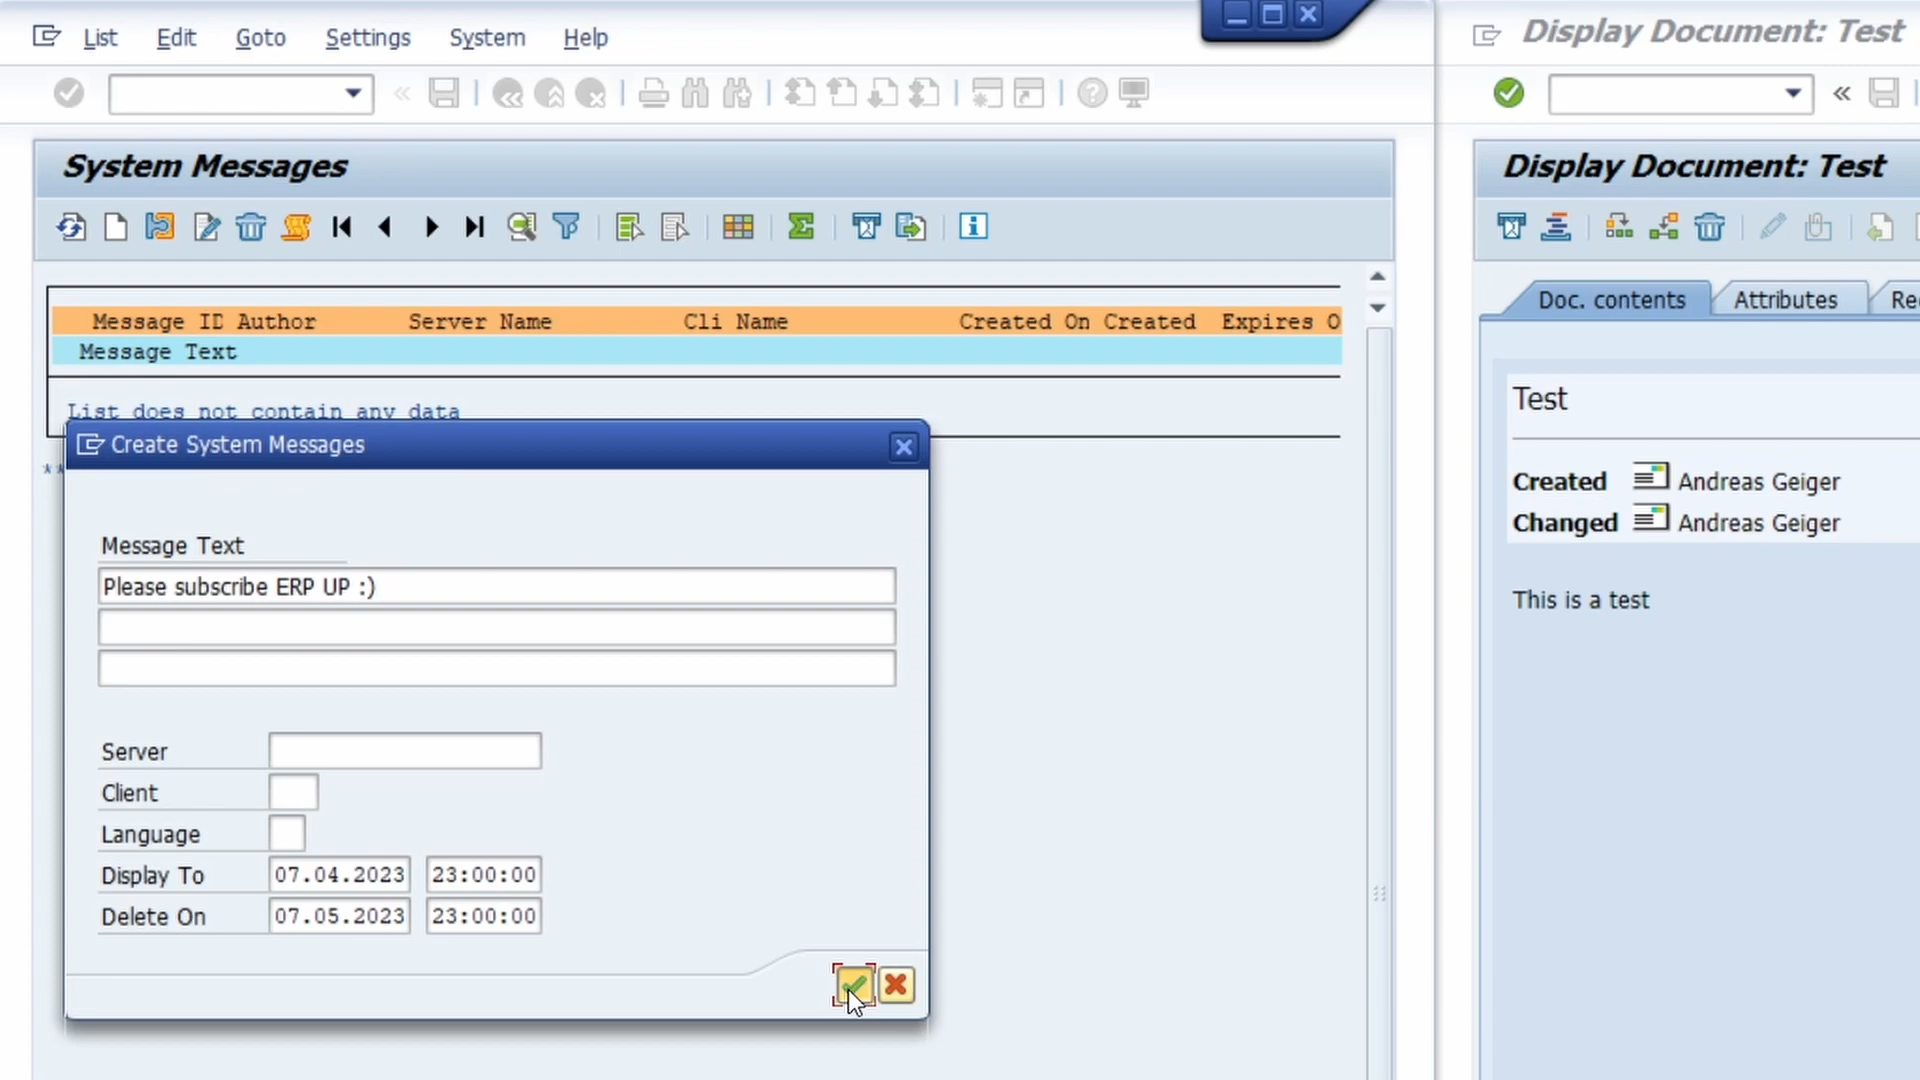 List Edit Goto Settings System Help
System Messages
Message ID Author Server Name Cli Name Created On Created Expires O
Message Text
List does not contain any data
**
Create System Messages
Message Text
Please subscribe ERP UP :)
Server
Client
Language
Display To 07.04.2023 23:00:00
Delete On 07.05.2023 23:00:00
Display Document: Test
Display Document: Test
Doc. contents Attributes Re
Test
Created Andreas Geiger
Changed Andreas Geiger
This is a test